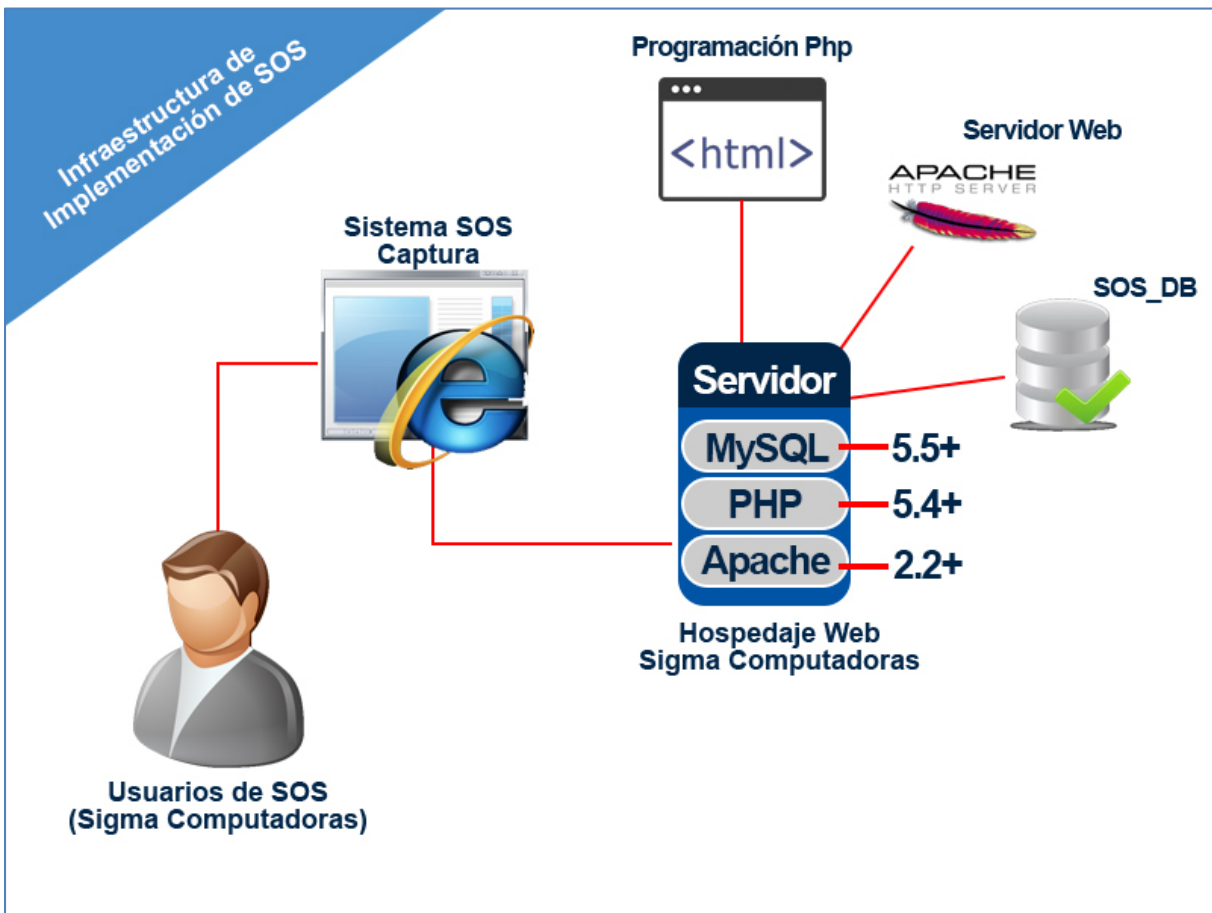 Infraestructura de
Implementación de SOS
Programación Php
<html>
Servidor Web
APACHE
HTTP SERVER
Sistema SOS
Captura
SOS_DB
Servidor
MySQL 5.5+
PHP 5.4+
Apache 2.2+
Hospedaje Web
Sigma Computadoras
Usuarios de SOS
(Sigma Computadoras)